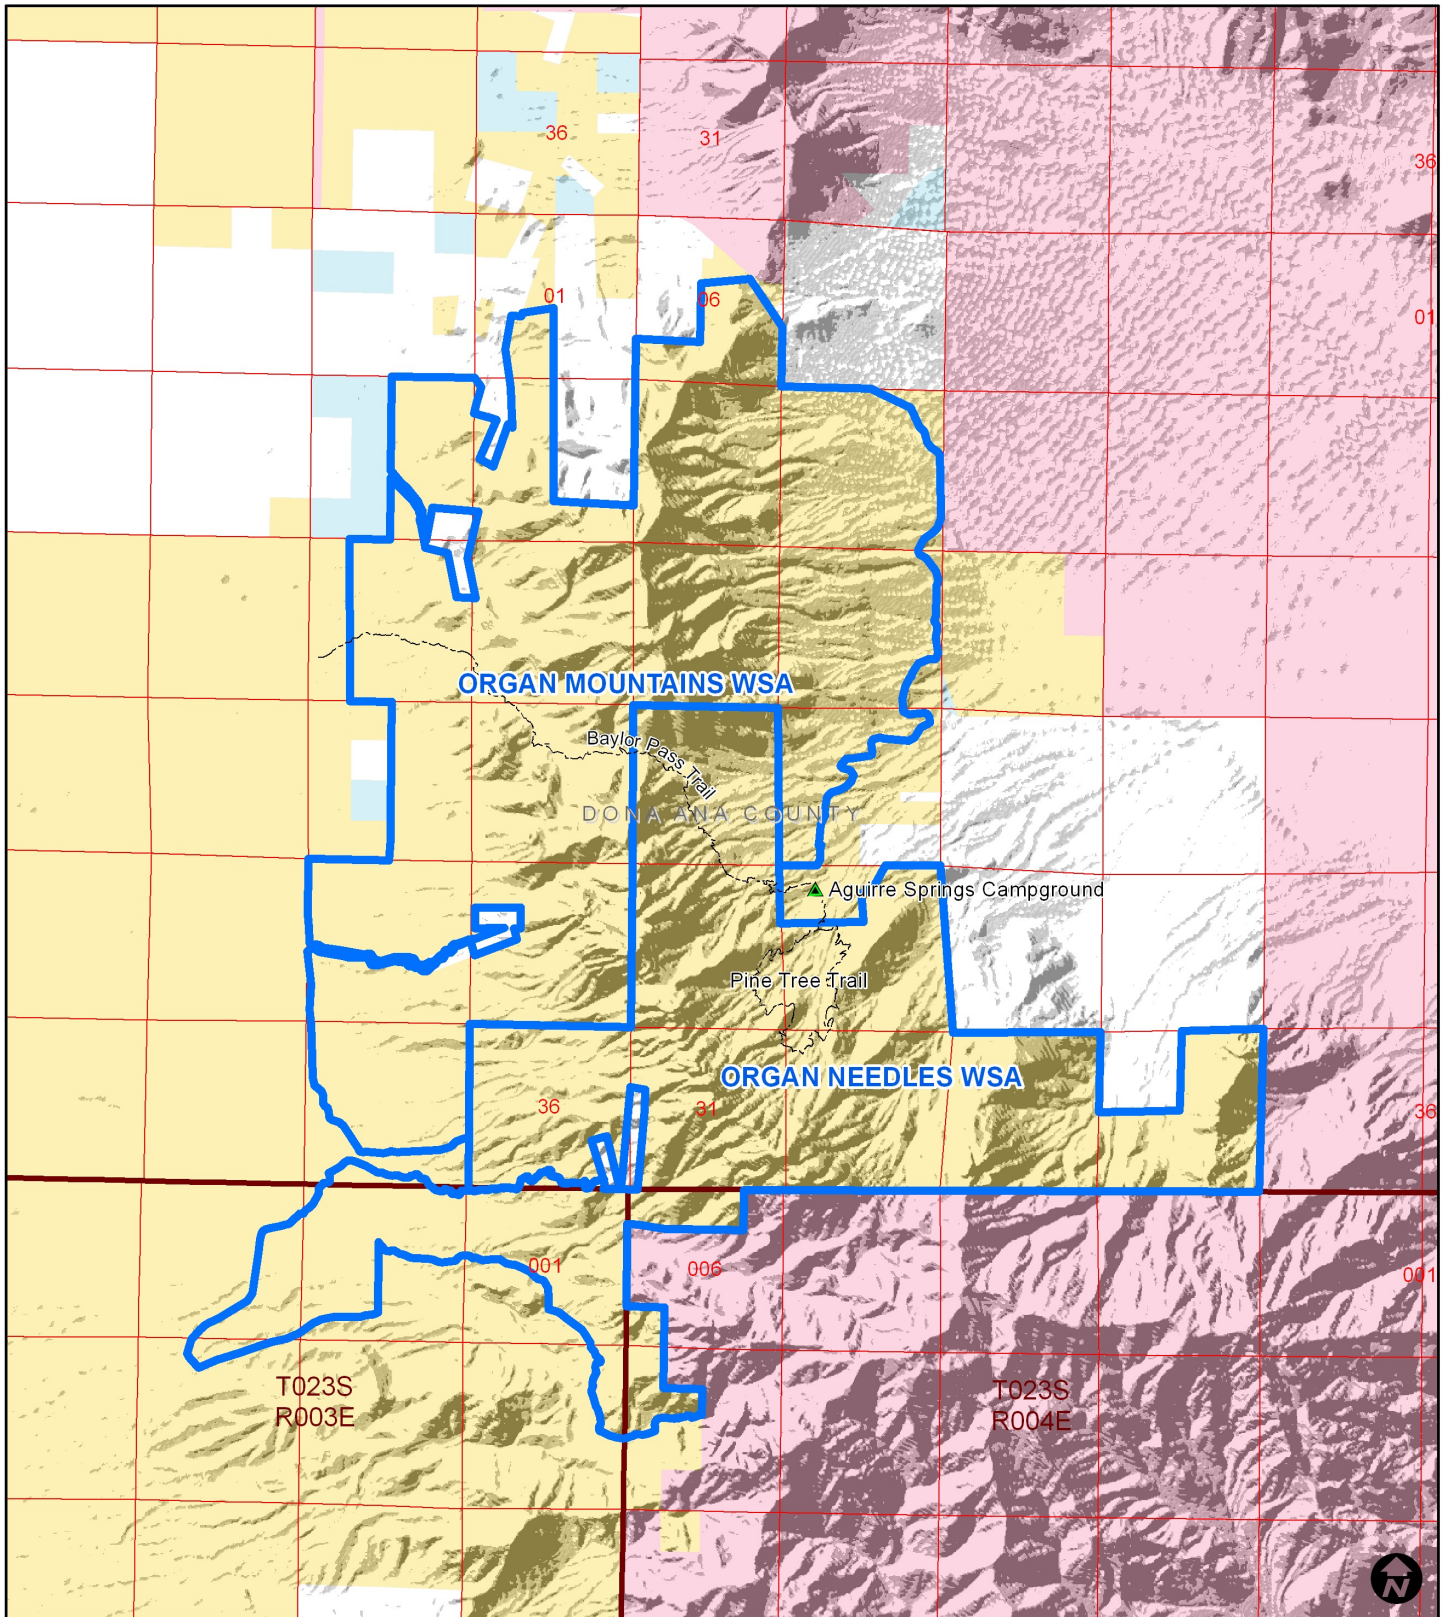 36
31
36
01
06
01
ORGAN MOUNTAINS WSA
Baylor Pass Trail
DONA ANA COUNTY
Aguirre Springs Campground
Pine Tree Trail
ORGAN NEEDLES WSA
36
31
36
001
006
001
T023S
R003E
T023S
R004E
N